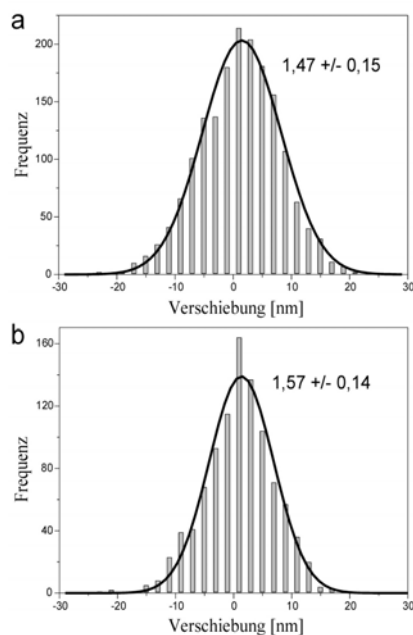 a
200
150
100
50
0
Frequenz
1,47 +/- 0,15
-30 -20 -10 0 10 20 30
Verschiebung [nm]
b
160
120
80
40
0
Frequenz
1,57 +/- 0,14
-30 -20 -10 0 10 20 30
Verschiebung [nm]